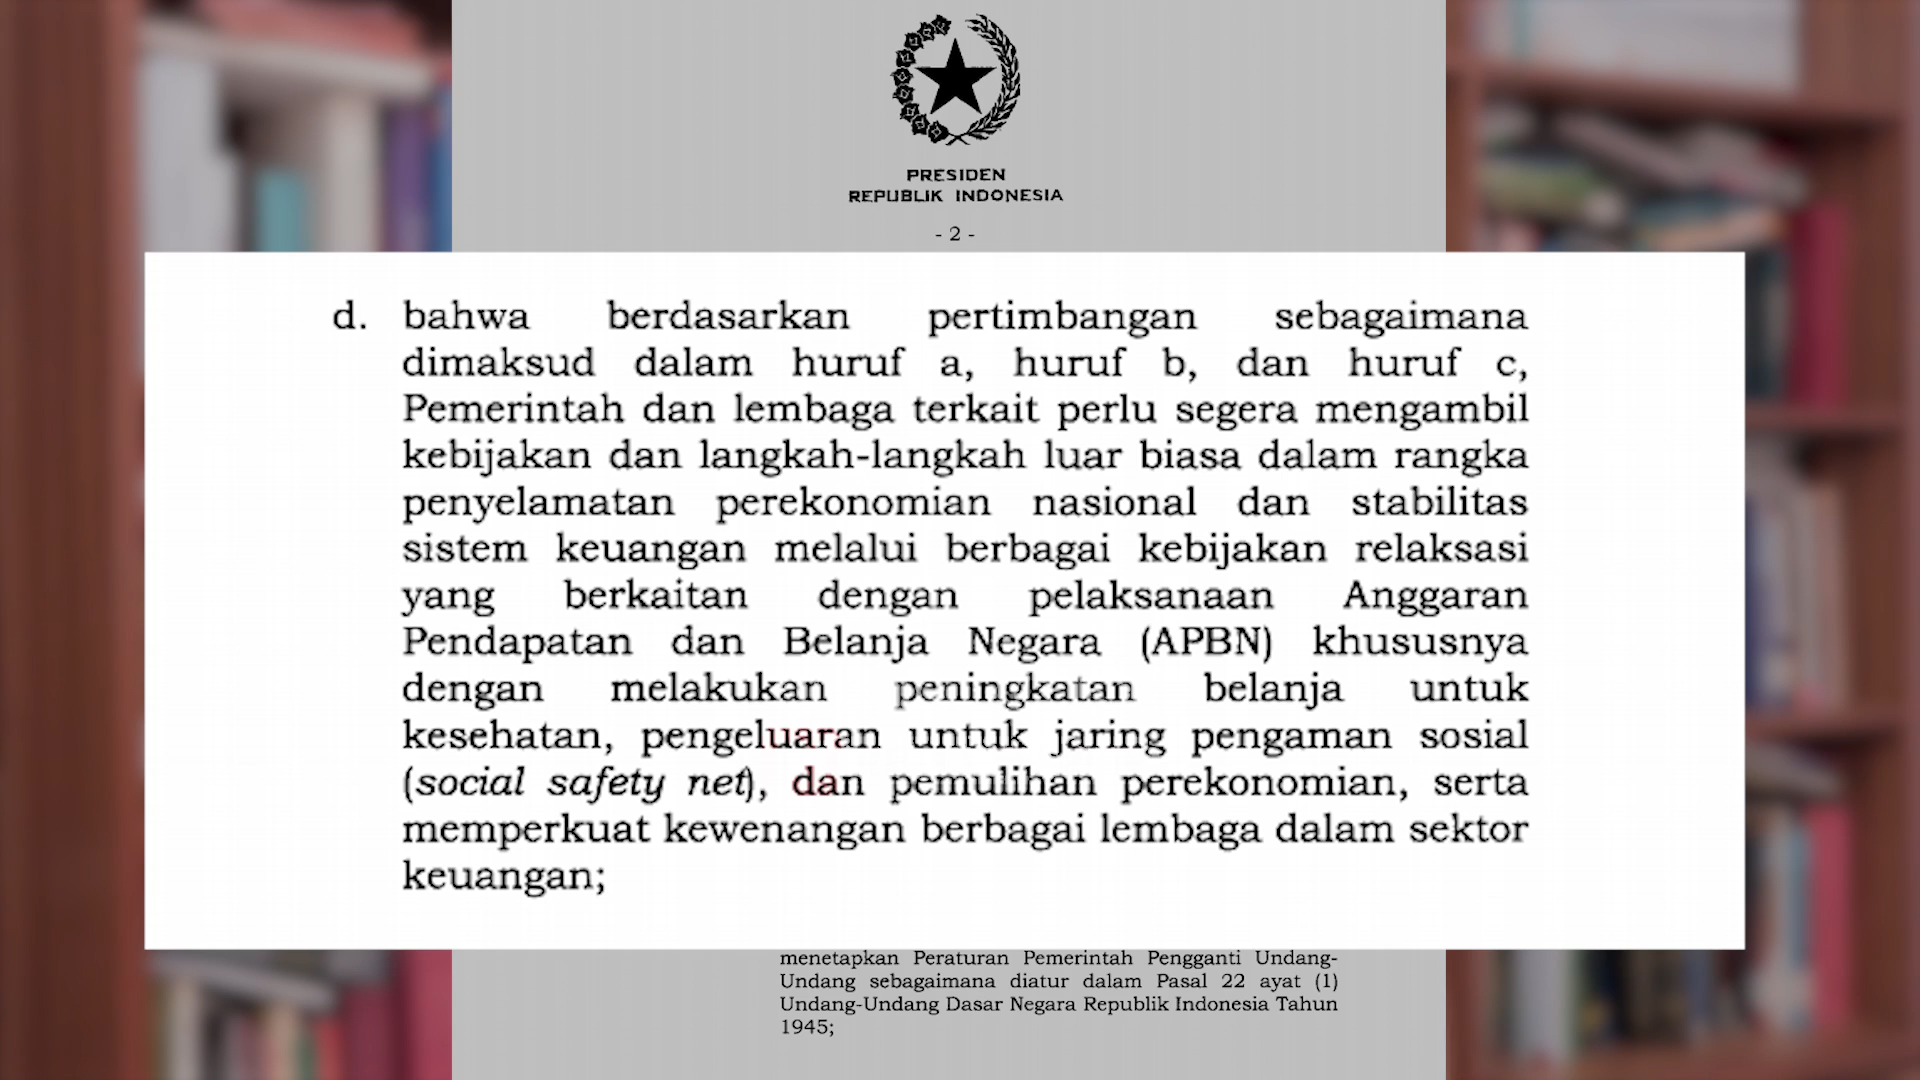 PRESIDEN
REPUBLIK INDONESIA
- 2 -
d. bahwa berdasarkan pertimbangan sebagaimana
dimaksud dalam huruf a, huruf b, dan huruf c,
Pemerintah dan lembaga terkait perlu segera mengambil
kebijakan dan langkah-langkah luar biasa dalam rangka
penyelamatan perekonomian nasional dan stabilitas
sistem keuangan melalui berbagai kebijakan relaksasi
yang berkaitan dengan pelaksanaan Anggaran
Pendapatan dan Belanja Negara (APBN) khususnya
dengan melakukan peningkatan belanja untuk
kesehatan, pengeluaran untuk jaring pengaman sosial
(social safety net), dan pemulihan perekonomian, serta
memperkuat kewenangan berbagai lembaga dalam sektor
keuangan;
menetapkan Peraturan Pemerintah Pengganti Undang-
Undang sebagaimana diatur dalam Pasal 22 ayat (1)
Undang-Undang Dasar Negara Republik Indonesia Tahun
1945;